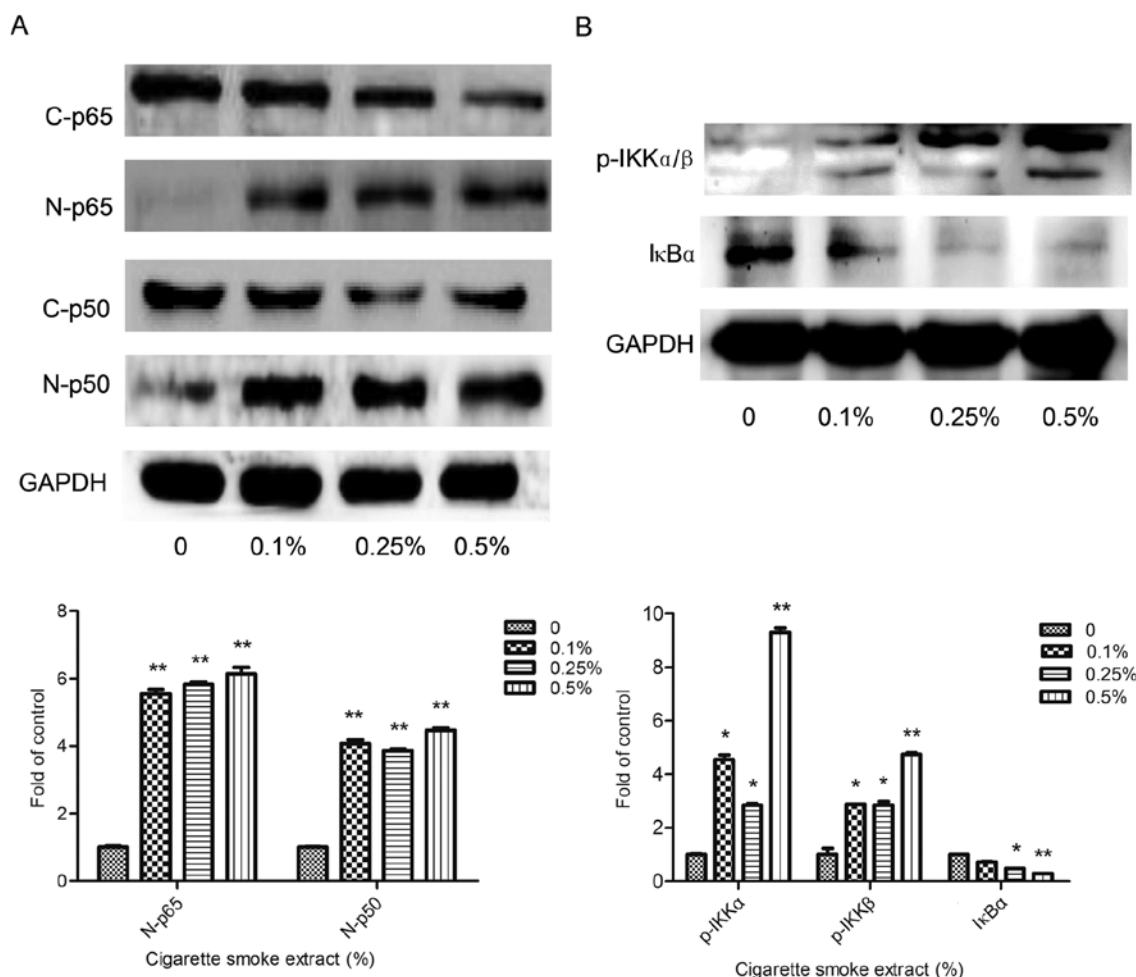 A
C-p65
N-p65
C-p50
N-p50
GAPDH
0 0.1% 0.25% 0.5%
8
6
4
2
0
Fold of control
** ** **
** ** **
0
0.1%
0.25%
0.5%
N-p65 N-p50
Cigarette smoke extract (%)
B
p-IKKα/β
IκBα
GAPDH
0 0.1% 0.25% 0.5%
10
8
6
4
2
0
Fold of control
* * **
* * **
* **
0
0.1%
0.25%
0.5%
p-IKKα p-IKKβ IκBα
Cigarette smoke extract (%)